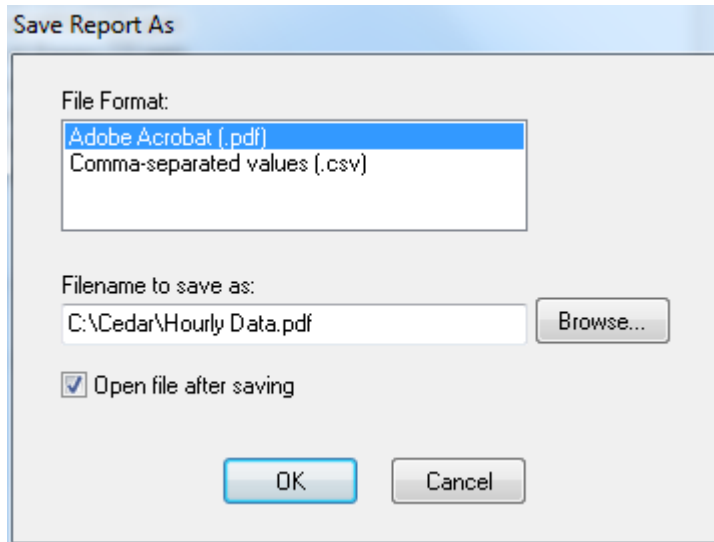 Save Report As
File Format:
Adobe Acrobat (.pdf)
Comma-separated values (.csv)
Filename to save as:
C:\Cedar\Hourly Data.pdf
Browse...
Open file after saving
OK
Cancel